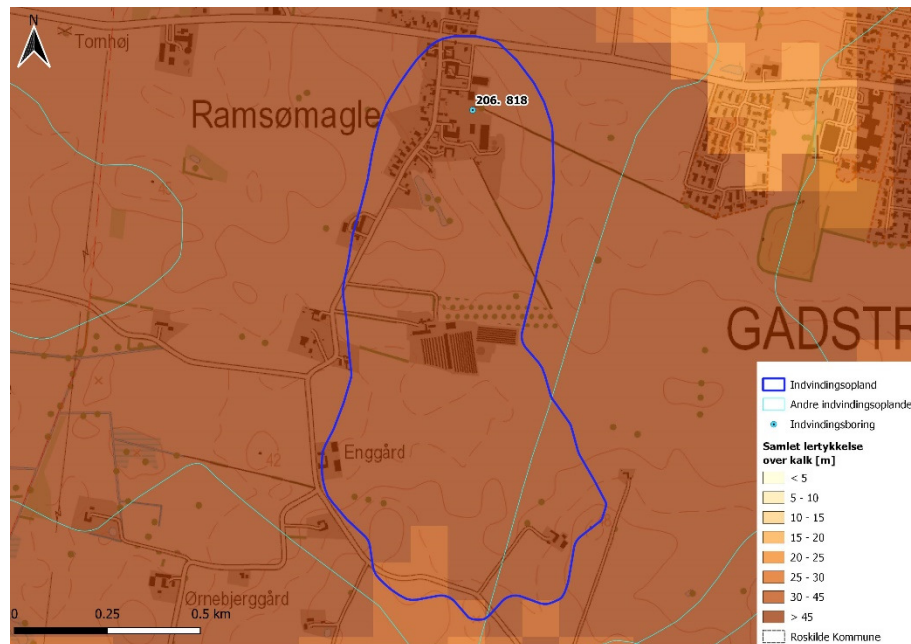 N
Tomhøj
Ramsømagle
206. 818
GADSTR
Enggård
42
Ørnebjerggård
0 0.25 0.5 km
Indvindingsopland
Andre indvindingsoplande
Indvindingsboring
Samlet lertykkelse
over kalk [m]
< 5
5 - 10
10 - 15
15 - 20
20 - 25
25 - 30
30 - 45
> 45
Roskilde Kommune